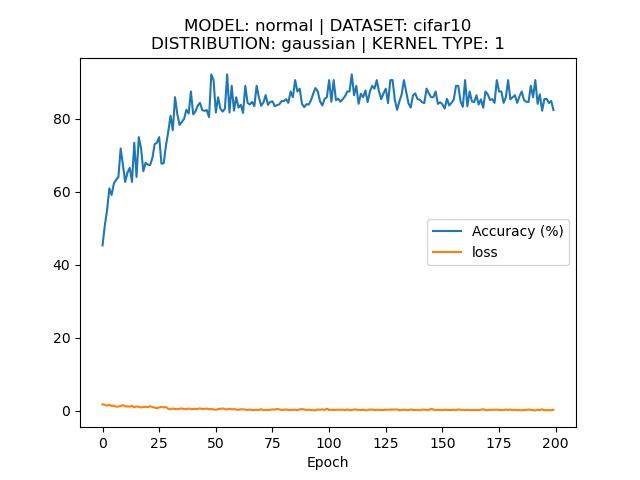 MODEL: normal | DATASET: cifar10
DISTRIBUTION: gaussian | KERNEL TYPE: 1
80
60
40
20
0
Accuracy (%)
loss
0 25 50 75 100 125 150 175 200
Epoch